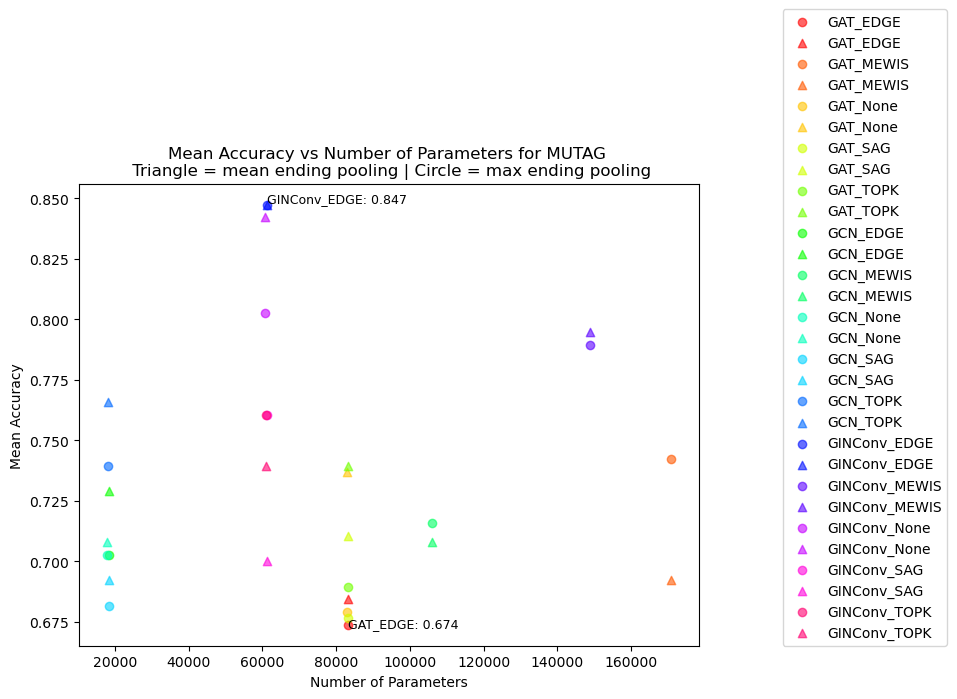 Mean Accuracy vs Number of Parameters for MUTAG
Triangle = mean ending pooling | Circle = max ending pooling
GINConv_EDGE: 0.847
GAT_EDGE: 0.674
Mean Accuracy
0.850
0.825
0.800
0.775
0.750
0.725
0.700
0.675
20000
40000
60000
80000
100000
120000
140000
160000
Number of Parameters
GAT_EDGE
GAT_EDGE
GAT_MEWIS
GAT_MEWIS
GAT_None
GAT_None
GAT_SAG
GAT_SAG
GAT_TOPK
GAT_TOPK
GCN_EDGE
GCN_EDGE
GCN_MEWIS
GCN_MEWIS
GCN_None
GCN_None
GCN_SAG
GCN_SAG
GCN_TOPK
GCN_TOPK
GINConv_EDGE
GINConv_EDGE
GINConv_MEWIS
GINConv_MEWIS
GINConv_None
GINConv_None
GINConv_SAG
GINConv_SAG
GINConv_TOPK
GINConv_TOPK